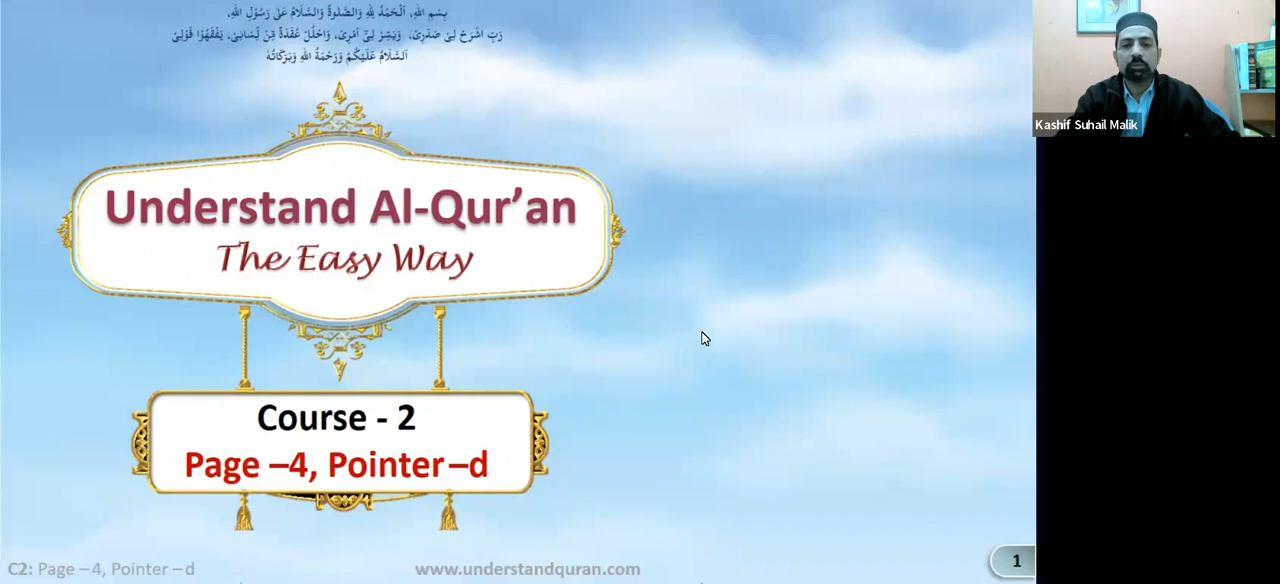 بِسْمِ اللهِ، اَلْحَمْدُ لِلّٰهِ وَالصَّلٰوةُ وَالسَّلَامُ عَلٰى رَسُوْلِ اللهِ،
رَبِّ اشْرَحْ لِيْ صَدْرِيْ، وَيَسِّرْ لِيْٓ اَمْرِيْ، وَاحْلُلْ عُقْدَةً مِّنْ لِّسَانِيْ، يَفْقَهُوْا قَوْلِيْ
اَلسَّلَامُ عَلَيْكُمْ وَرَحْمَةُ اللهِ وَبَرَكَاتُهُ
Kashif Suhail Malik
Understand Al-Qur’an
The Easy Way
Course - 2
Page –4, Pointer –d
C2: Page – 4, Pointer – d
www.understandquran.com
1